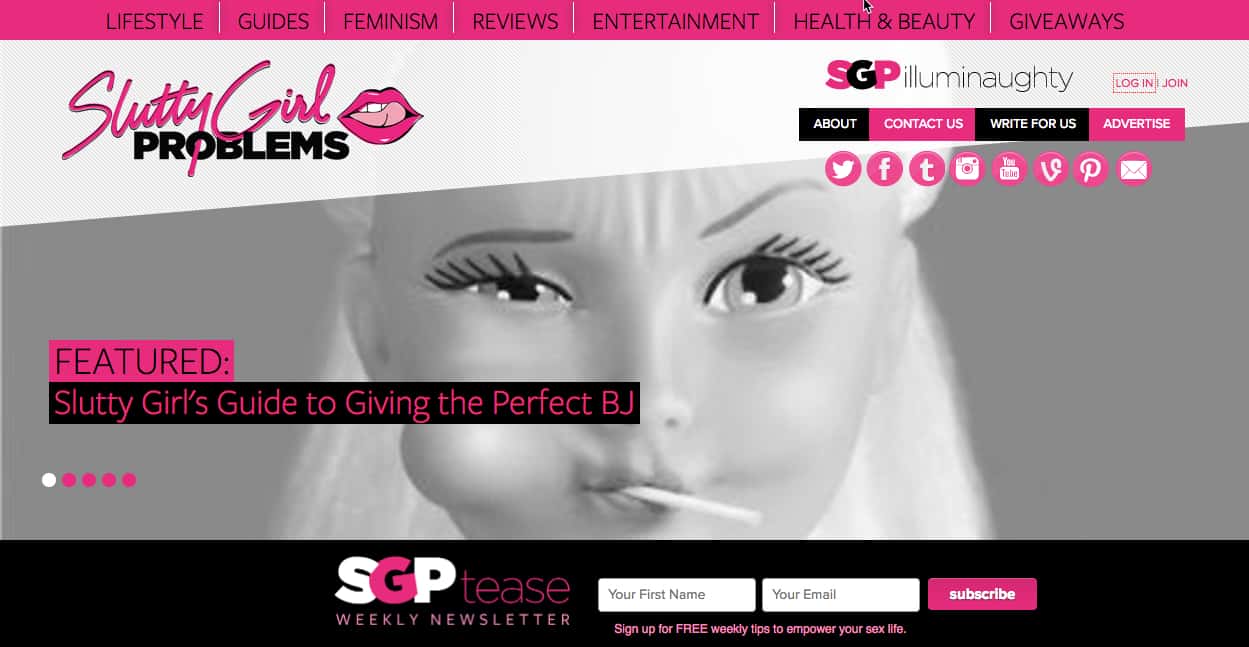 LIFESTYLE GUIDES FEMINISM REVIEWS ENTERTAINMENT HEALTH & BEAUTY GIVEAWAYS
Slutty Girl
PROBLEMS
SGP illuminaughty
LOG IN | JOIN
ABOUT CONTACT US WRITE FOR US ADVERTISE
f t You Tube
FEATURED:
Slutty Girl's Guide to Giving the Perfect BJ
SGP tease
WEEKLY NEWSLETTER
Your First Name Your Email subscribe
Sign up for FREE weekly tips to empower your sex life.